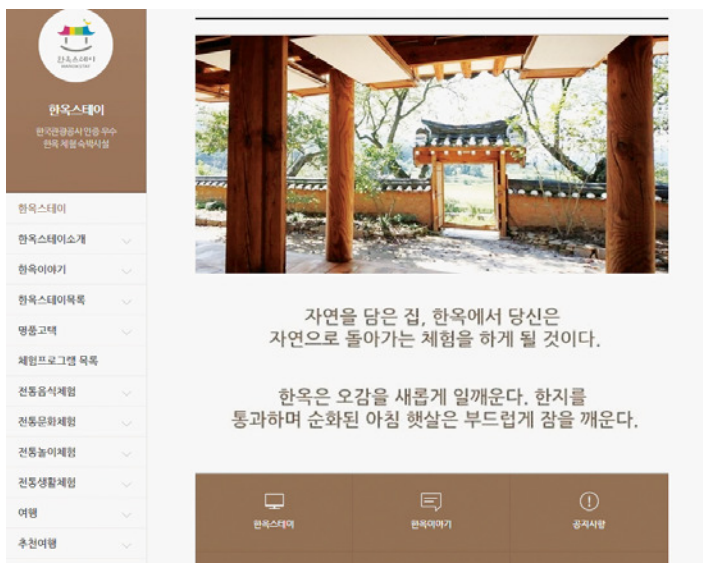 한옥스테이
HANOKSTAY
한옥스테이
한국관광공사 인증 우수
한옥 체험 숙박시설
한옥스테이
한옥스테이소개
한옥이야기
한옥스테이목록
명품고택
체험프로그램 목록
전통음식체험
전통문화체험
전통놀이체험
전통생활체험
여행
추천여행
자연을 담은 집, 한옥에서 당신은
자연으로 돌아가는 체험을 하게 될 것이다.
한옥은 오감을 새롭게 일깨운다. 한지를
통과하며 순화된 아침 햇살은 부드럽게 잠을 깨운다.
한옥스테이
한옥이야기
공지사항